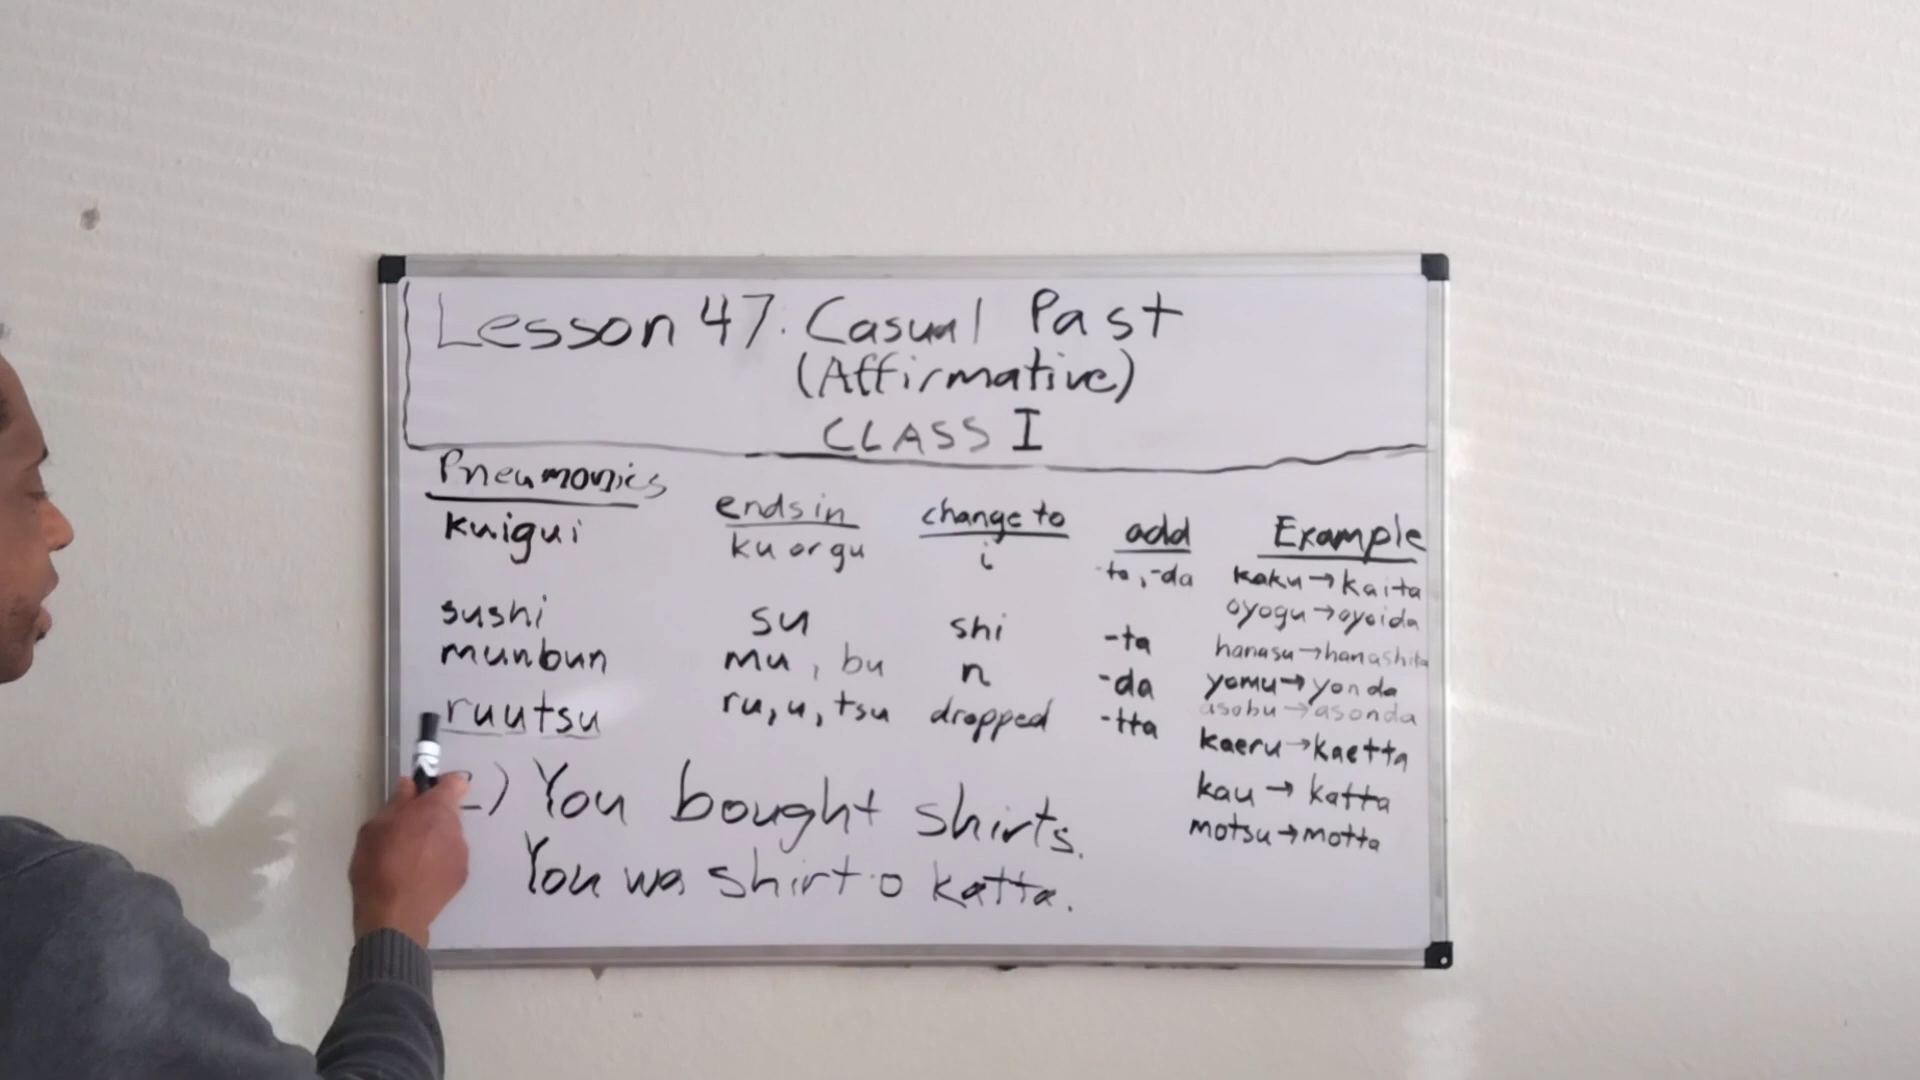 Lesson 47. Casual Past
(Affirmative)
CLASS I
Pneumonics
ends in
change to
add
Example
kuigui
ku or gu
i
-ta, -da
kaku → kaita
oyogu → oyoida
sushi
su
shi
-ta
hanasu → hanashita
munbun
mu, bu
n
-da
yomu → yonda
asobu → asonda
ruutsu
ru, u, tsu
dropped
-tta
kaeru → kaetta
kau → katta
motsu → motta
You bought shirts.
You wa shirt o katta.